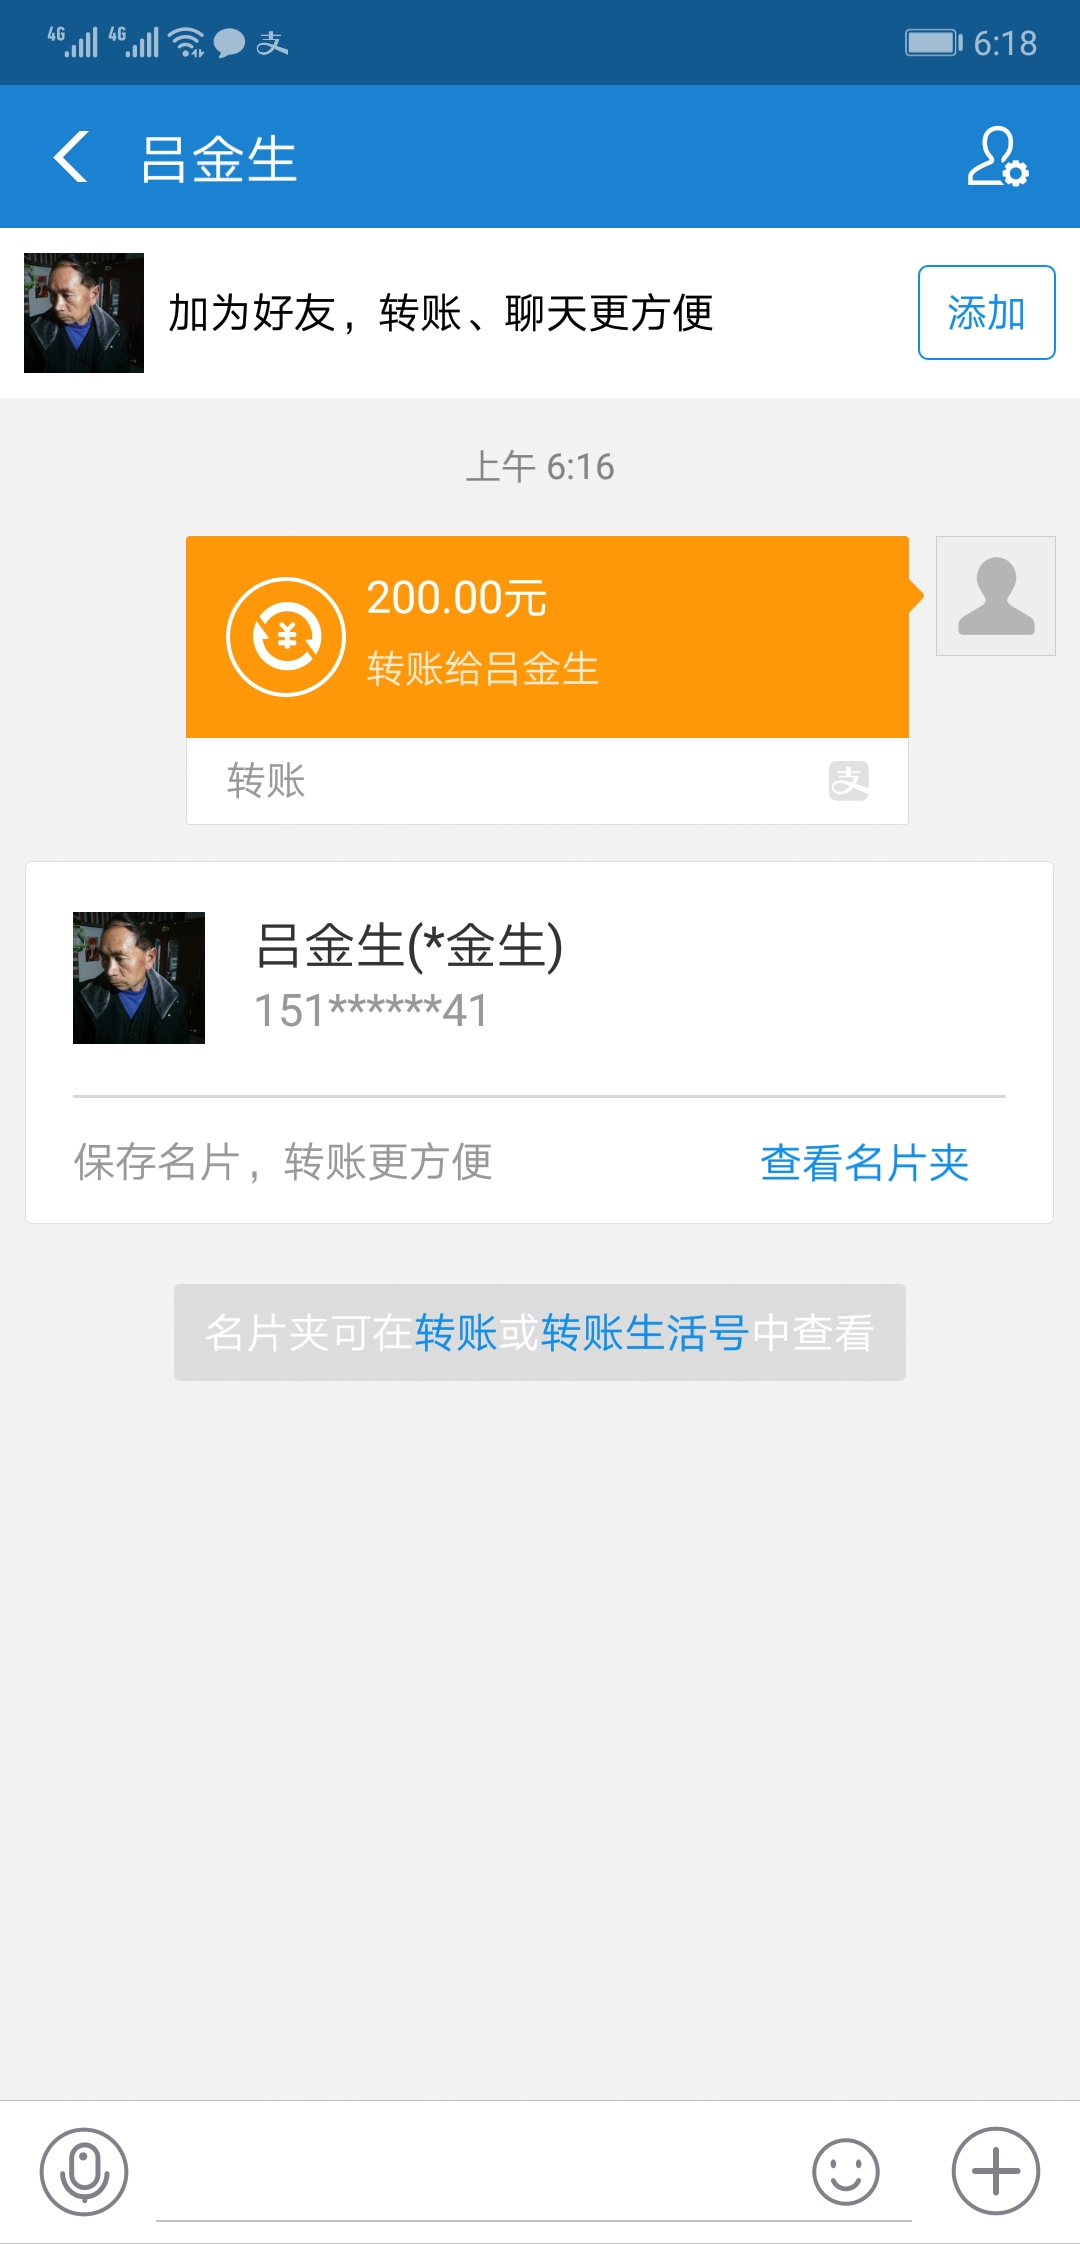 4G 4G 支 6:18
吕金生
加为好友，转账、聊天更方便 添加
上午 6:16
200.00元
转账给吕金生
转账 支
吕金生(*金生)
151******41
保存名片，转账更方便 查看名片夹
名片夹可在转账或转账生活号中查看